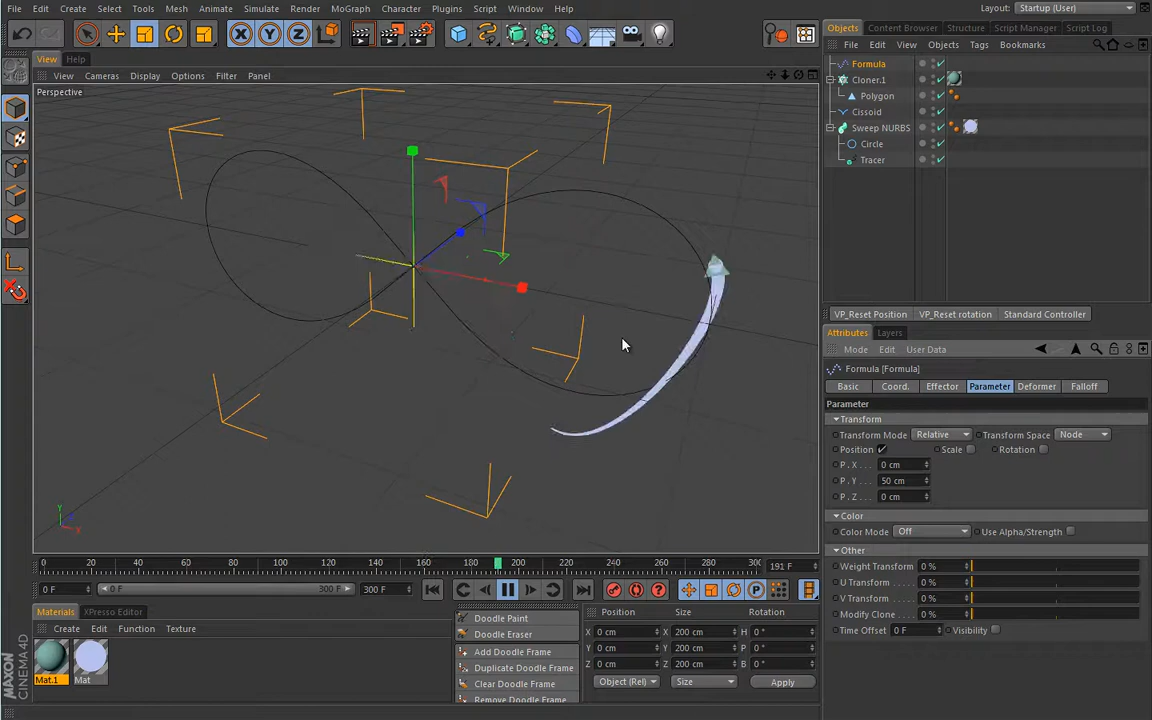 File Edit Create Select Tools Mesh Animate Simulate Render MoGraph Character Plugins Script Window Help Layout: Startup (User)
Objects Content Browser Structure Script Manager Script Log
File Edit View Objects Tags Bookmarks
View Help
View Cameras Display Options Filter Panel
Perspective
Formula
Cloner.1
Polygon
Cissoid
Sweep NURBS
Circle
Tracer
VP_Reset Position VP_Reset rotation Standard Controller
Attributes Layers
Mode Edit User Data
Formula [Formula]
Basic Coord. Effector Parameter Deformer Falloff
Parameter
Transform
Transform Mode Relative Transform Space Node
Position ✓ Scale Rotation
P . X 0 cm
P . Y 50 cm
P . Z 0 cm
Color
Color Mode Off Use Alpha/Strength
Other
Weight Transform 0 %
U Transform 0 %
V Transform 0 %
Modify Clone 0 %
Time Offset 0 F Visibility
Y
X
0 20 40 60 80 100 120 140 160 180 200 220 240 260 280 300 191 F
0 F 0 F 300 F 300 F
Materials XPresso Editor
Create Edit Function Texture
Mat.1 Mat
Doodle Paint
Doodle Eraser
Add Doodle Frame
Duplicate Doodle Frame
Clear Doodle Frame
Remove Doodle Frame
Position Size Rotation
X 0 cm X 200 cm H 0 °
Y 0 cm Y 200 cm P 0 °
Z 0 cm Z 200 cm B 0 °
Object (Rel) Size Apply
MAXON
CINEMA 4D